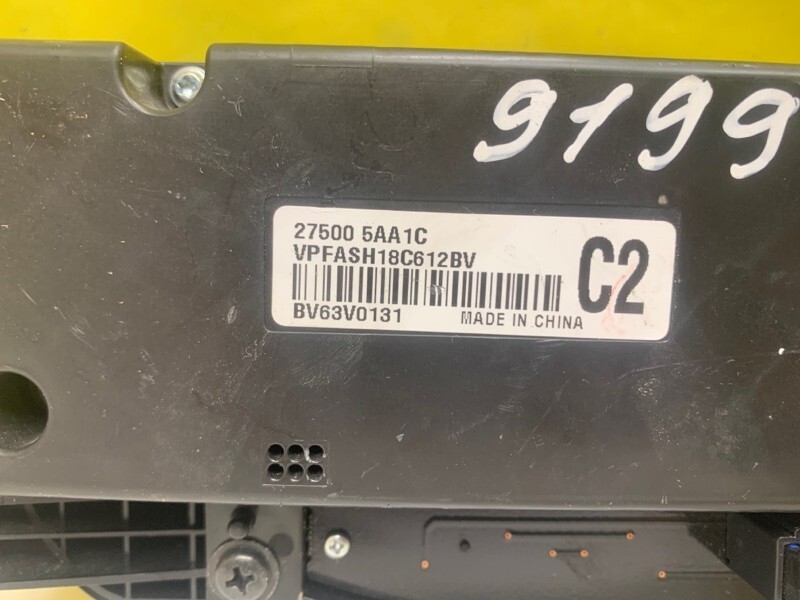 9199
27500 5AA1C
VPFASH18C612BV
C2
BV63V0131
MADE IN CHINA